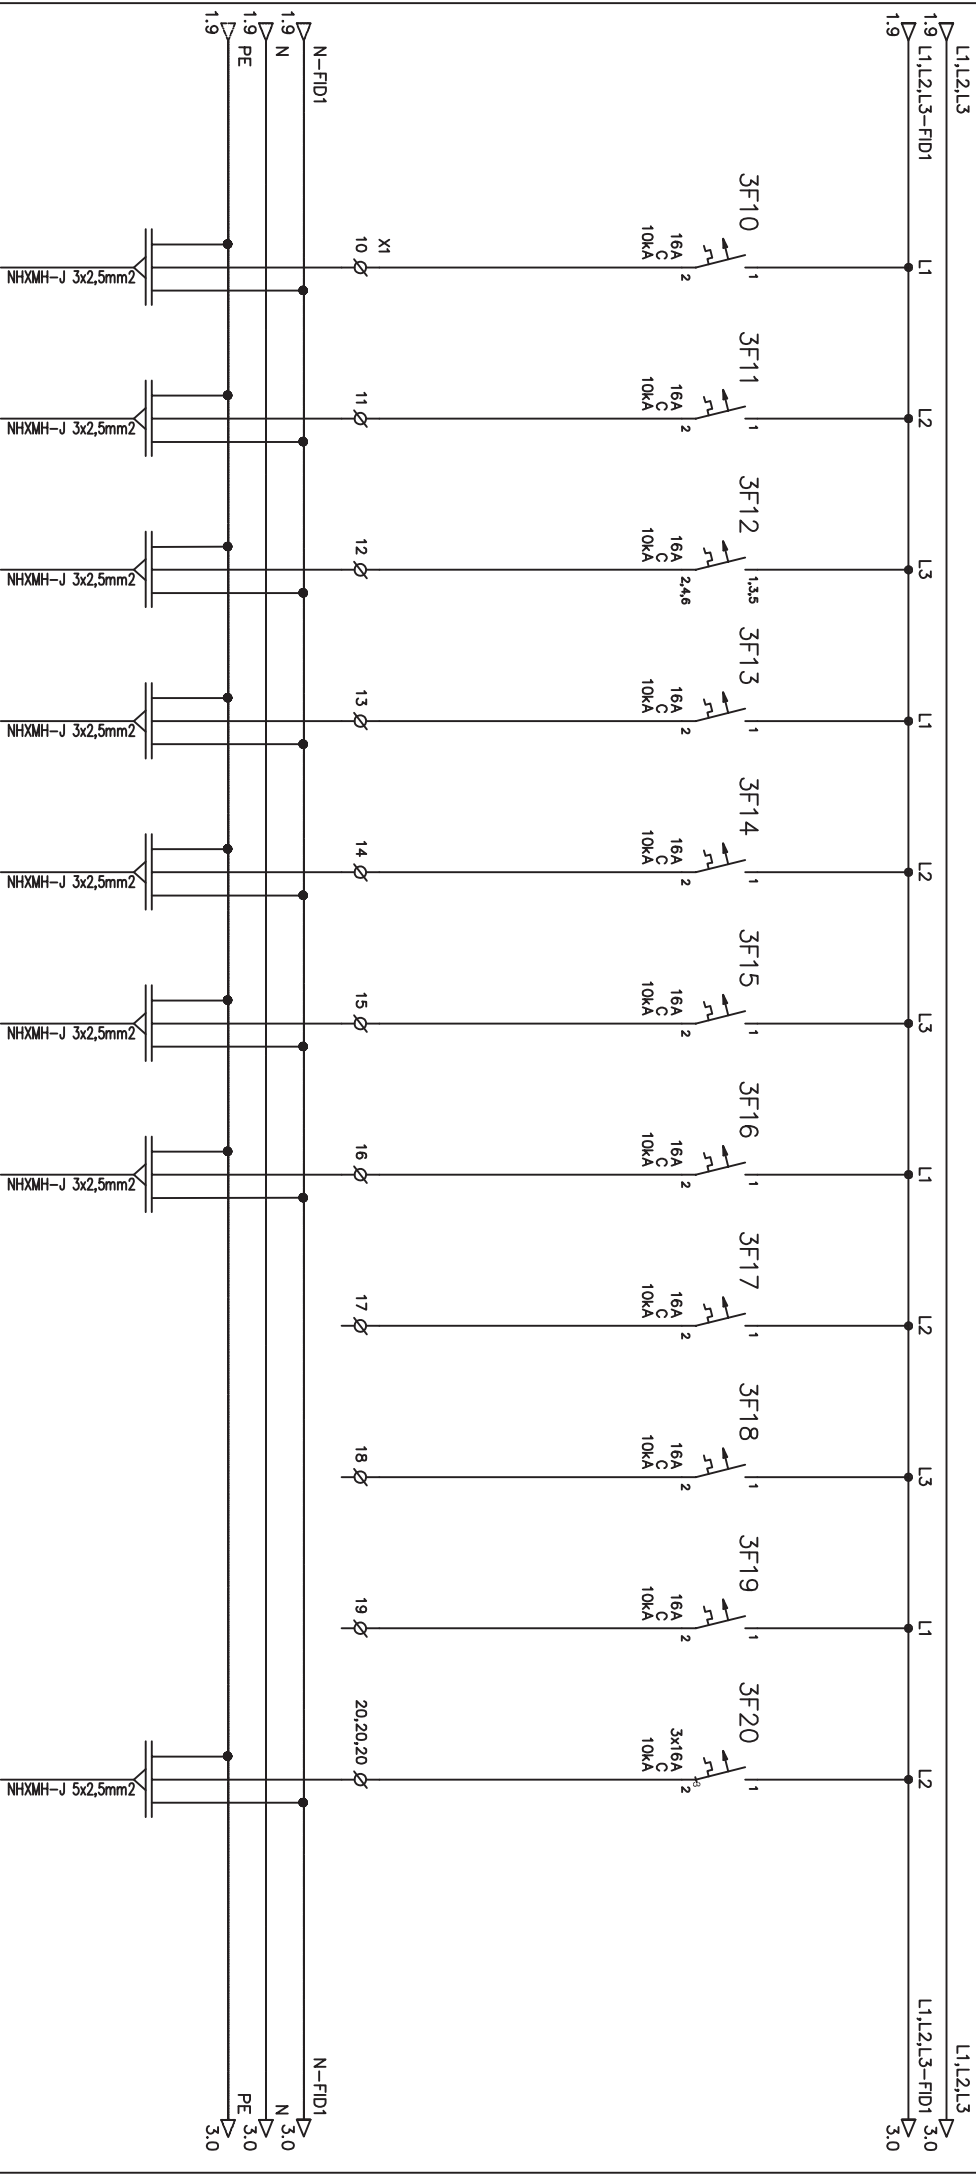 L1,L2,L3
1.9
L1,L2,L3-FID1
1.9
L1,L2,L3
3.0
L1,L2,L3-FID1
3.0
L1
L2
L3
L1
L2
L3
L1
L2
L3
L1
L2
3F10
1
16A
C
10kA
2
3F11
1
16A
C
10kA
2
3F12
1,3,5
16A
C
10kA
2,4,6
3F13
1
16A
C
10kA
2
3F14
1
16A
C
10kA
2
3F15
1
16A
C
10kA
2
3F16
1
16A
C
10kA
2
3F17
1
16A
C
10kA
2
3F18
1
16A
C
10kA
2
3F19
1
16A
C
10kA
2
3F20
1
3x16A
C
10kA
2
X1
10
11
12
13
14
15
16
17
18
19
20,20,20
N-FID1
1.9
N
1.9
PE
1.9
N-FID1
3.0
N
3.0
PE
3.0
NHXMH-J 3x2,5mm2
NHXMH-J 3x2,5mm2
NHXMH-J 3x2,5mm2
NHXMH-J 3x2,5mm2
NHXMH-J 3x2,5mm2
NHXMH-J 3x2,5mm2
NHXMH-J 3x2,5mm2
NHXMH-J 5x2,5mm2